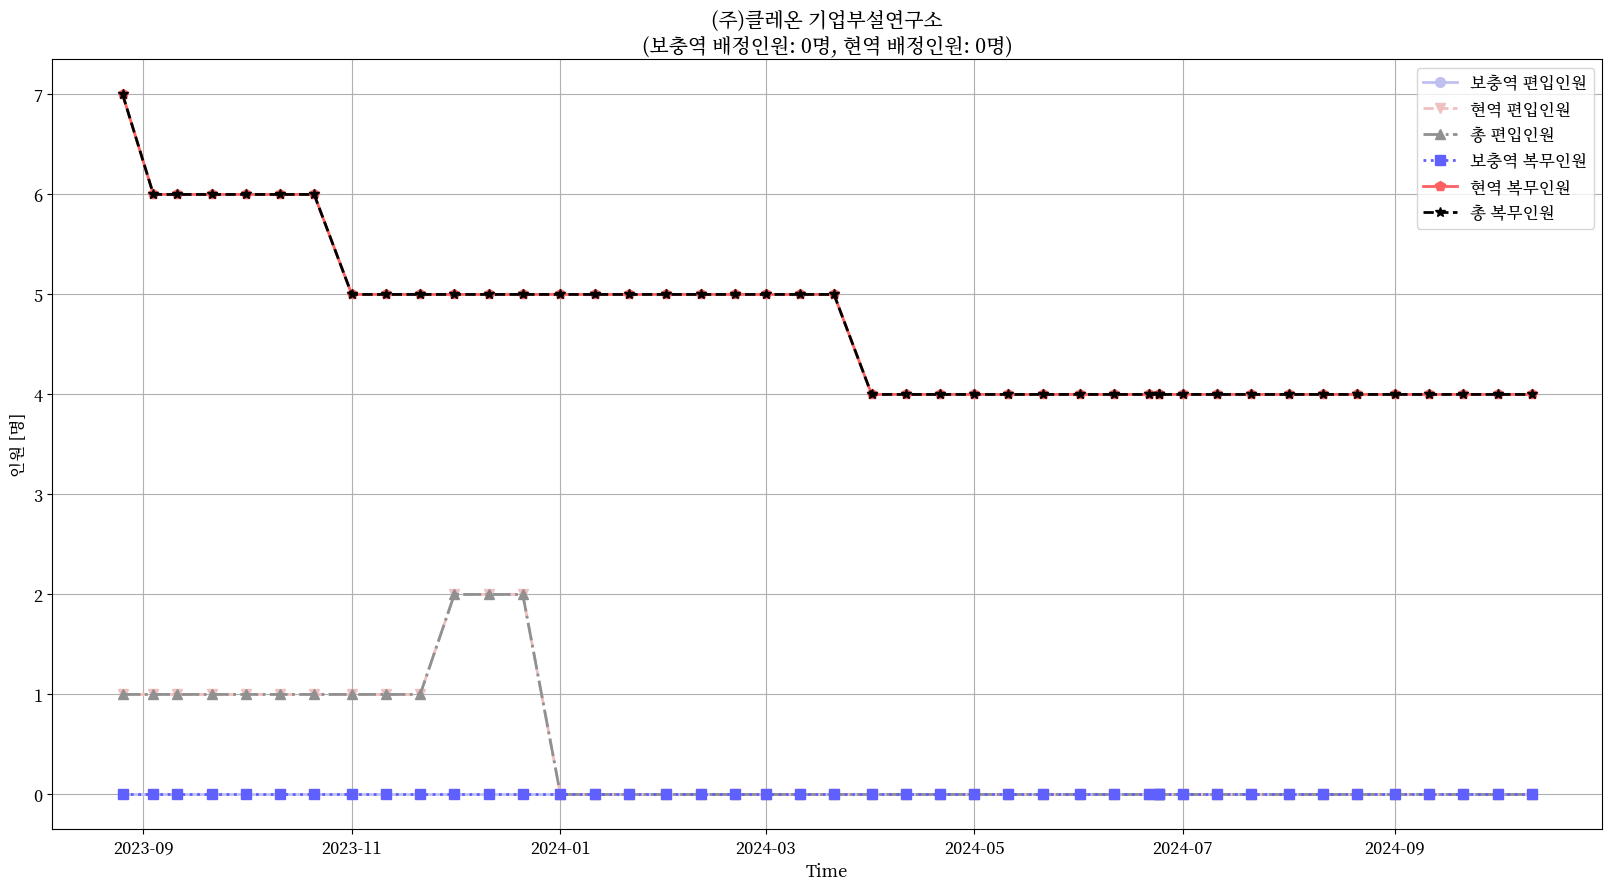 (주)클레온 기업부설연구소
(보충역 배정인원: 0명, 현역 배정인원: 0명)
보충역 편입인원
현역 편입인원
총 편입인원
보충역 복무인원
현역 복무인원
총 복무인원
7
6
5
4
3
2
1
0
인원 [명]
2023-09
2023-11
2024-01
2024-03
2024-05
2024-07
2024-09
Time